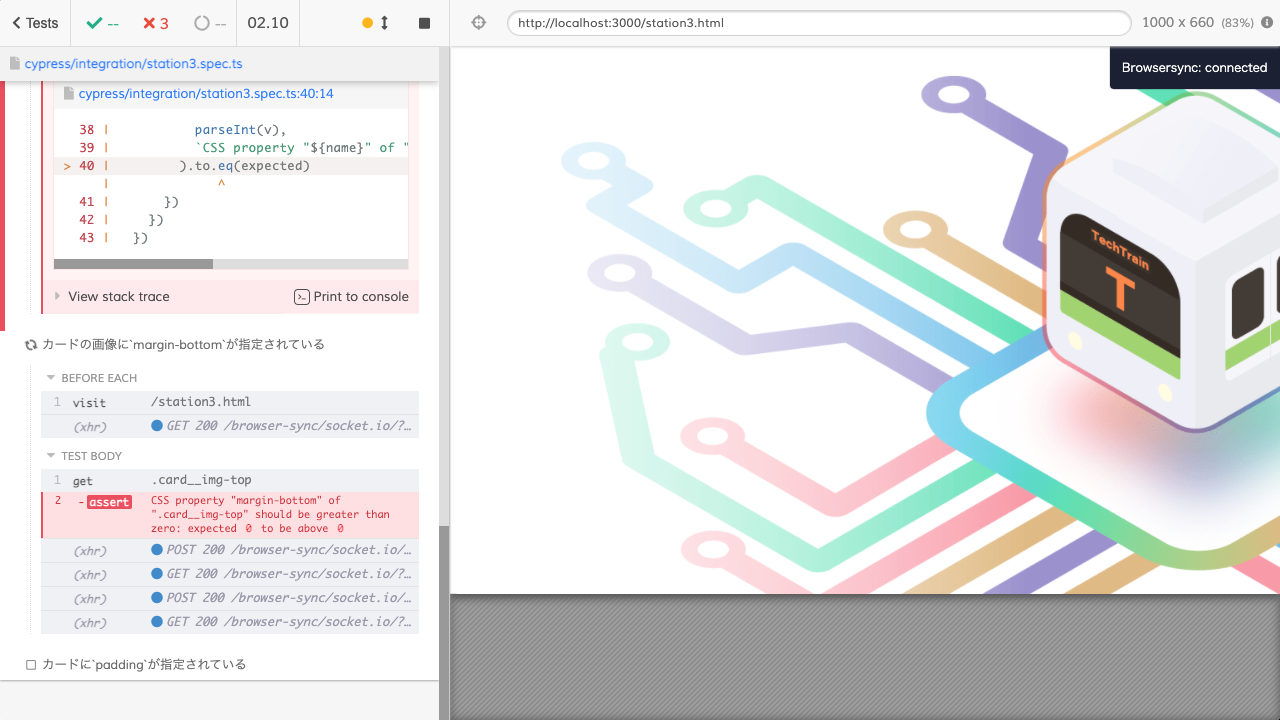 Tests
--
3
--
02.10
http://localhost:3000/station3.html
1000 x 660 (83%)
cypress/integration/station3.spec.ts
Browsersync: connected
cypress/integration/station3.spec.ts:40:14
38 | parseInt(v),
39 | `CSS property "${name}" of "
> 40 | ).to.eq(expected)
| ^
41 | })
42 | })
43 | })
View stack trace
Print to console
カードの画像に`margin-bottom`が指定されている
BEFORE EACH
1 visit /station3.html
(xhr) GET 200 /browser-sync/socket.io/?…
TEST BODY
1 get .card__img-top
2 -assert CSS property "margin-bottom" of
".card__img-top" should be greater than
zero: expected 0 to be above 0
(xhr) POST 200 /browser-sync/socket.io/…
(xhr) GET 200 /browser-sync/socket.io/?…
(xhr) POST 200 /browser-sync/socket.io/…
(xhr) GET 200 /browser-sync/socket.io/?…
カードに`padding`が指定されている
TechTrain
T